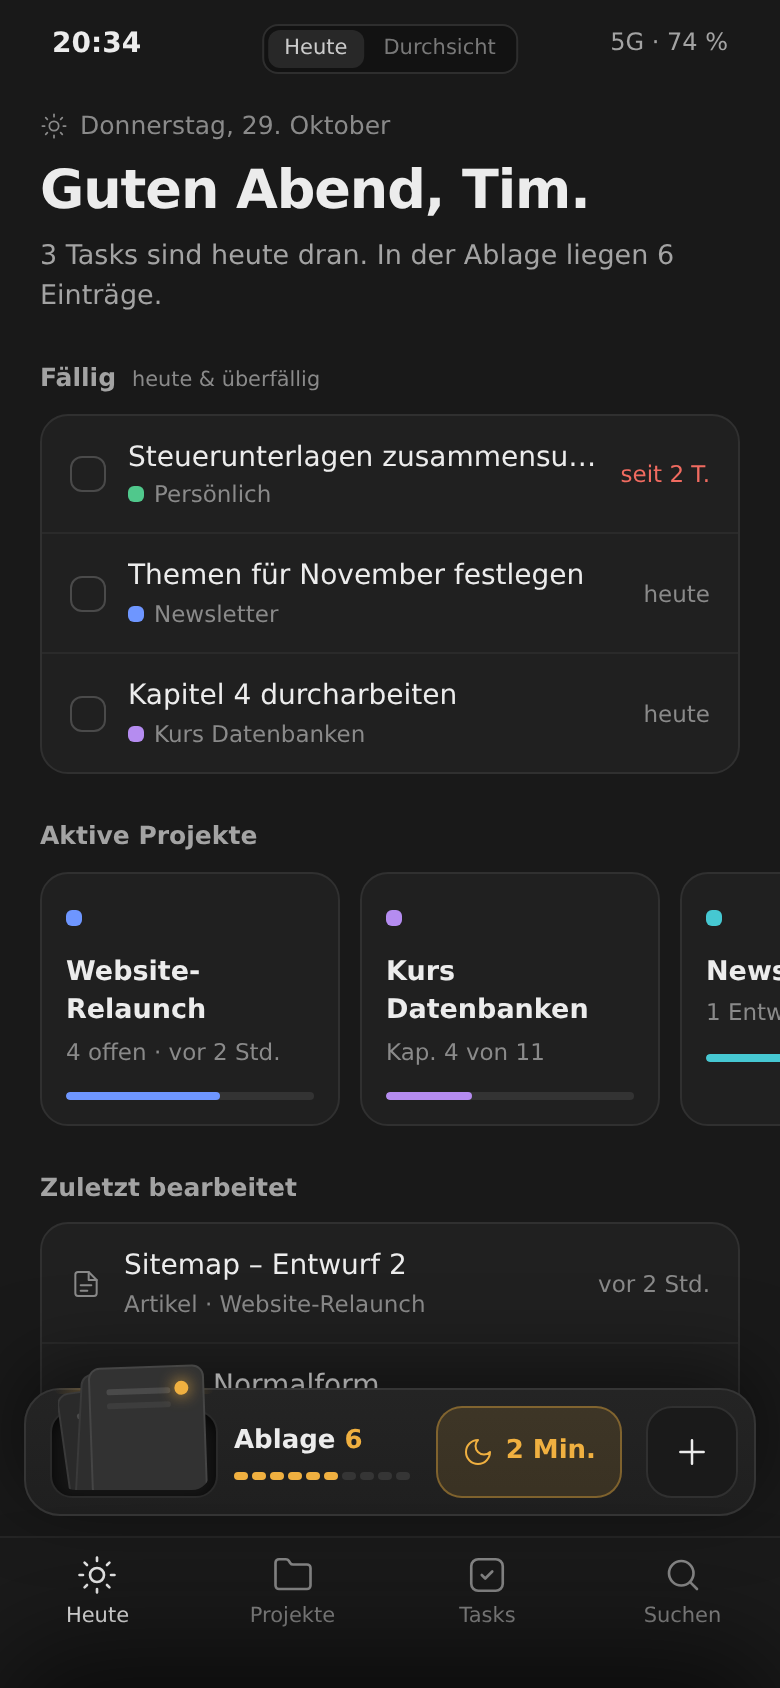 20:34
Heute
Durchsicht
5G · 74 %
Donnerstag, 29. Oktober
Guten Abend, Tim.
3 Tasks sind heute dran. In der Ablage liegen 6
Einträge.
Fällig heute & überfällig
Steuerunterlagen zusammensu…
Persönlich
seit 2 T.
Themen für November festlegen
Newsletter
heute
Kapitel 4 durcharbeiten
Kurs Datenbanken
heute
Aktive Projekte
Website-
Relaunch
4 offen · vor 2 Std.
Kurs
Datenbanken
Kap. 4 von 11
News
1 Entw
Zuletzt bearbeitet
Sitemap – Entwurf 2
Artikel · Website-Relaunch
vor 2 Std.
Normalform
Ablage 6
2 Min.
Heute
Projekte
Tasks
Suchen